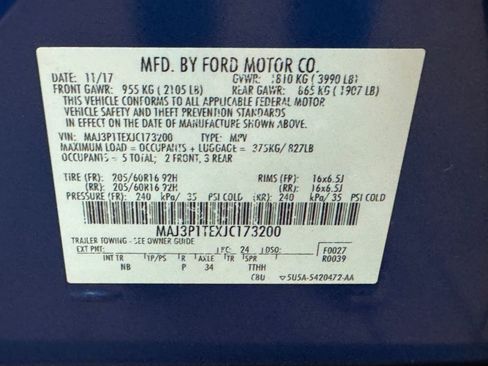 MFD. BY FORD MOTOR CO.
DATE: 11/17 GVWR: 1810 KG ( 3990 LB)
FRONT GAWR: 955 KG ( 2105 LB) REAR GAWR: 865 KG ( 1907 LB)
THIS VEHICLE CONFORMS TO ALL APPLICABLE FEDERAL MOTOR
VEHICLE SAFETY AND THEFT PREVENTION STANDARDS
IN EFFECT ON THE DATE OF MANUFACTURE SHOWN ABOVE.
VIN: MAJ3P1TEXJC173200 TYPE: MPV
MAXIMUM LOAD = OCCUPANTS + LUGGAGE = 375KG/ 827LB
OCCUPANTS = 5 TOTAL; 2 FRONT, 3 REAR
TIRE (FR): 205/60R16 92H RIMS (FR) 16x6.5J
(RR): 205/60R16 92H (RR): 16x6.5J
PRESSURE (FR): 240 kPA/ 35 PSI COLD (RR): 240 kPA/ 35 PSI COLD
MAJ3P1TEXJC173200
TRAILER TOWING - SEE OWNER GUIDE
EXT PNT: RC: 24 DSO: F0027
INT TR TP/PS R AXLE TR SPR R0039
NB P 34 TTHH
CBU 5U5A-5420472-AA